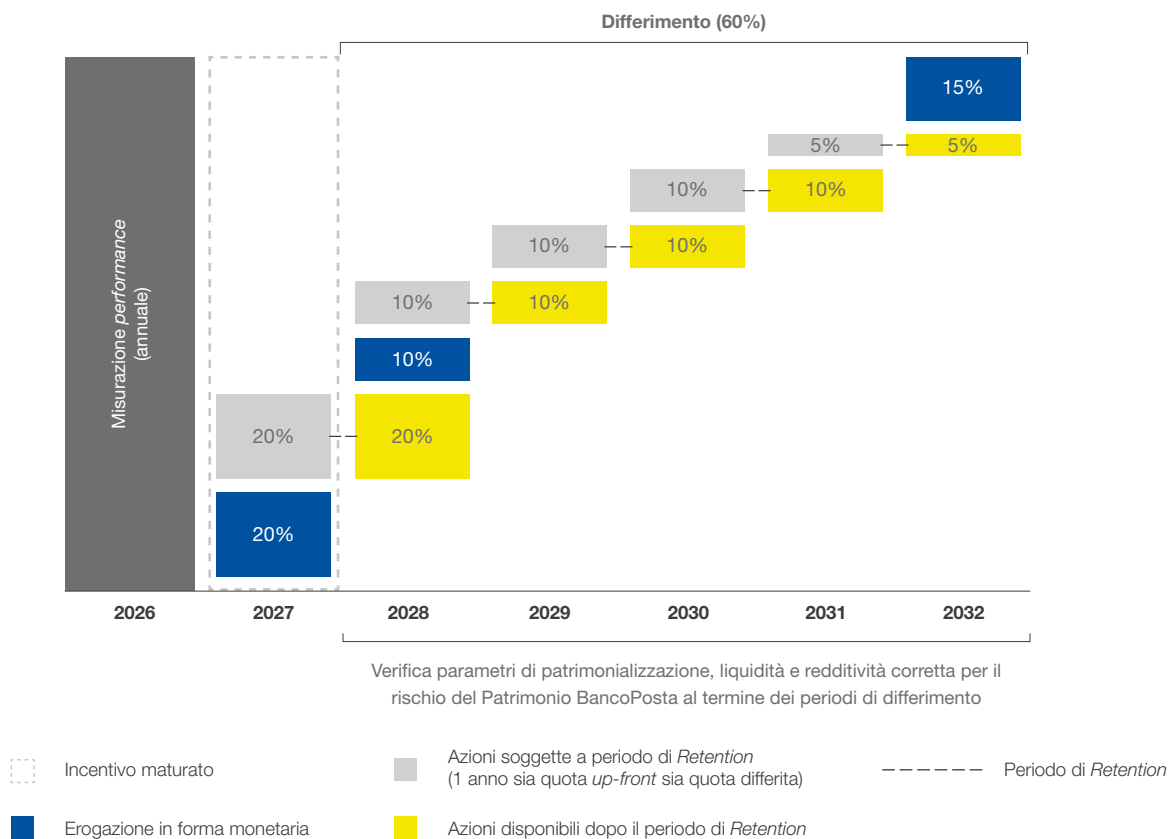 Differimento (60%)
15%
5%
5%
10%
10%
10%
10%
10%
10%
10%
20%
20%
20%
Misurazione performance
(annuale)
2026
2027
2028
2029
2030
2031
2032
Verifica parametri di patrimonializzazione, liquidità e redditività corretta per il
rischio del Patrimonio BancoPosta al termine dei periodi di differimento
Incentivo maturato
Azioni soggette a periodo di Retention
(1 anno sia quota up-front sia quota differita)
Periodo di Retention
Erogazione in forma monetaria
Azioni disponibili dopo il periodo di Retention